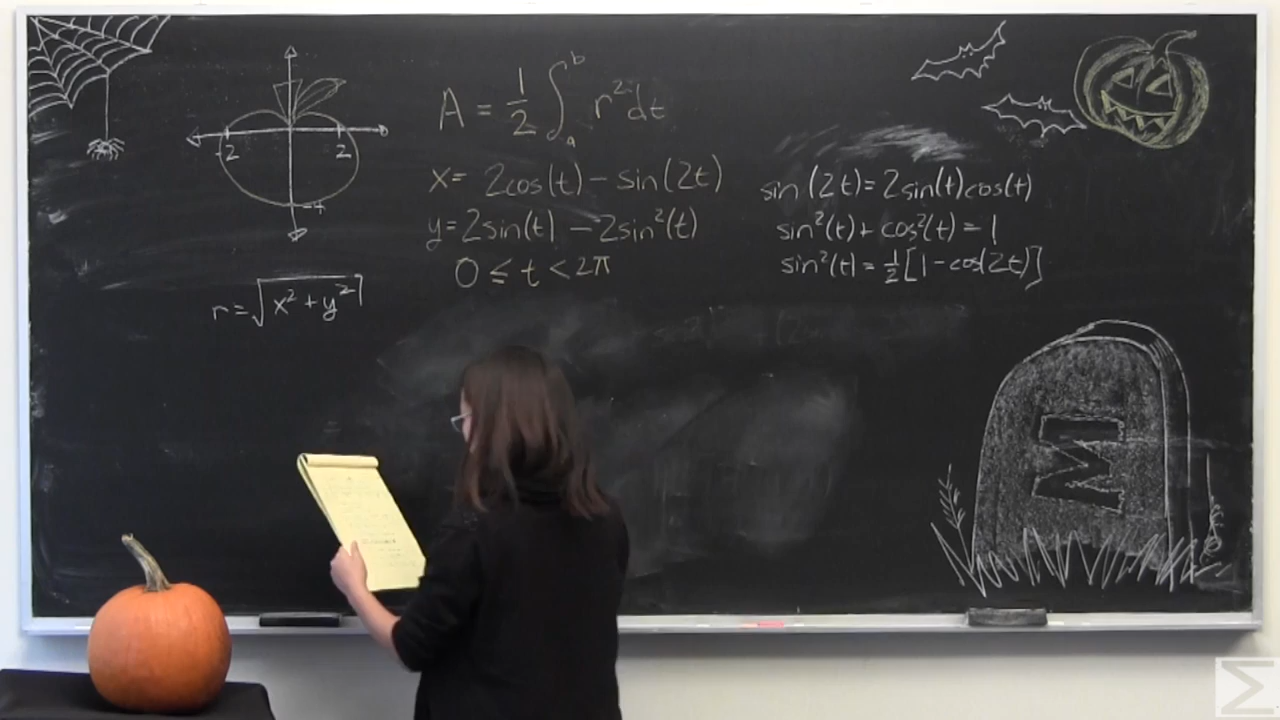 -2 2
-4
A = 1/2 ∫_a^b r² dt
x = 2cos(t) - sin(2t)
y = 2sin(t) - 2sin²(t)
0 ≤ t < 2π
r = √(x² + y²)
sin(2t) = 2sin(t)cos(t)
sin²(t) + cos²(t) = 1
sin²(t) = 1/2 [1 - cos(2t)]
Σ
Σ